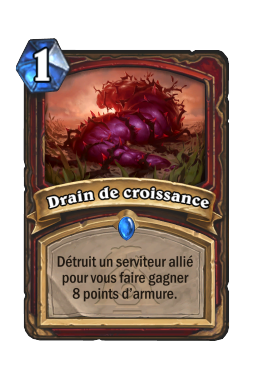 1
Drain de croissance
Détruit un serviteur allié
pour vous faire gagner
8 points d'armure.